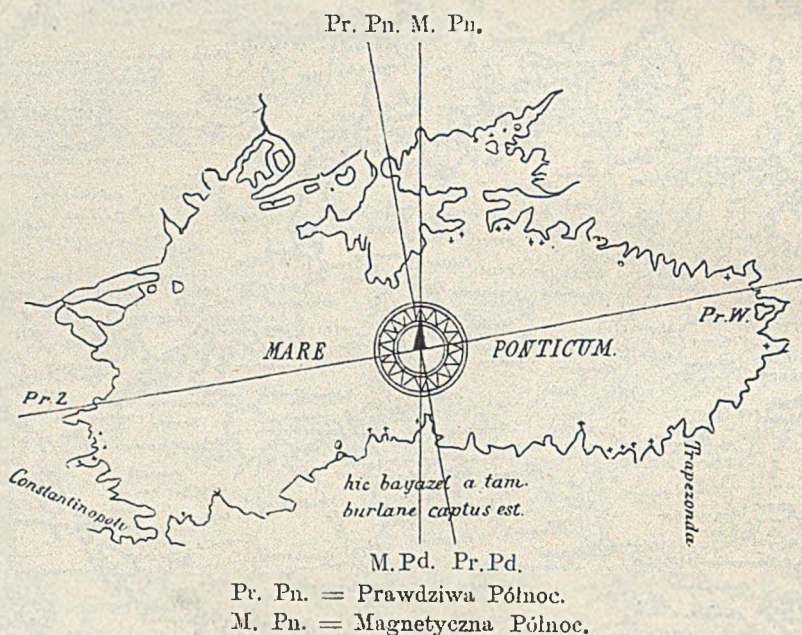 Pr. Pn. M. Pn.
MARE PONTICUM.
Pr. W.
Pr. Z
Constantinopoli
hic bayazet a tam.
burlane captus est.
Trapezonda
M. Pd. Pr. Pd.
Pr. Pn. = Prawdziwa Północ.
M. Pn. = Magnetyczna Północ.